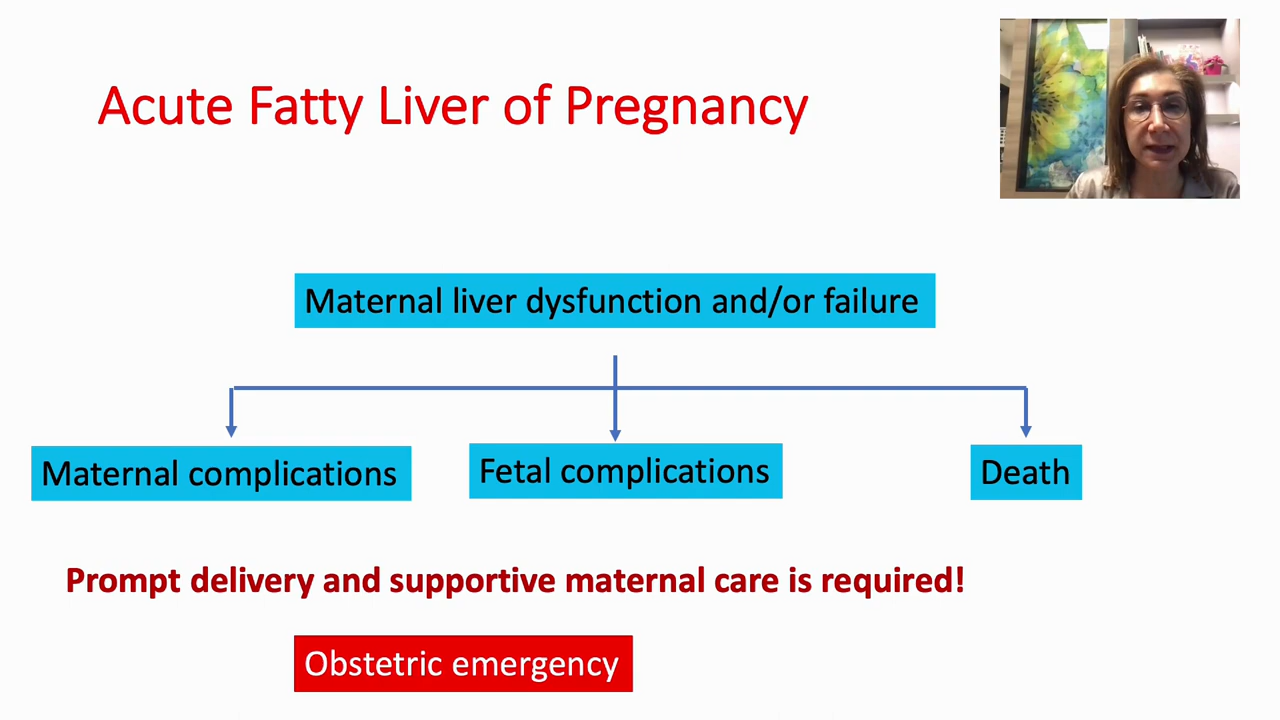 Acute Fatty Liver of Pregnancy
Maternal liver dysfunction and/or failure
Maternal complications
Fetal complications
Death
Prompt delivery and supportive maternal care is required!
Obstetric emergency